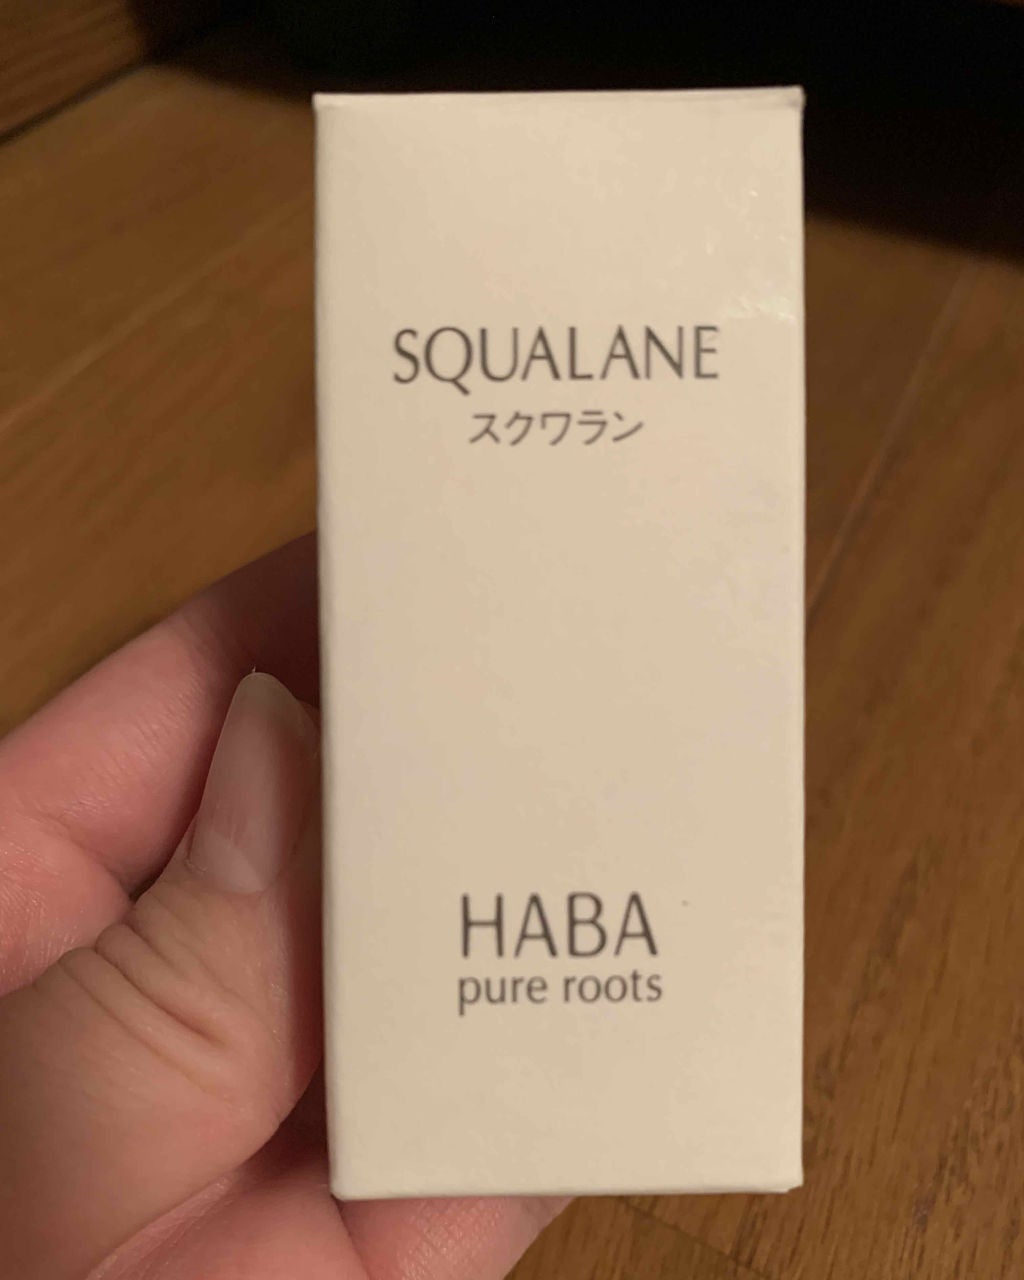 SQUALANE
スクワラン
HABA
pure roots